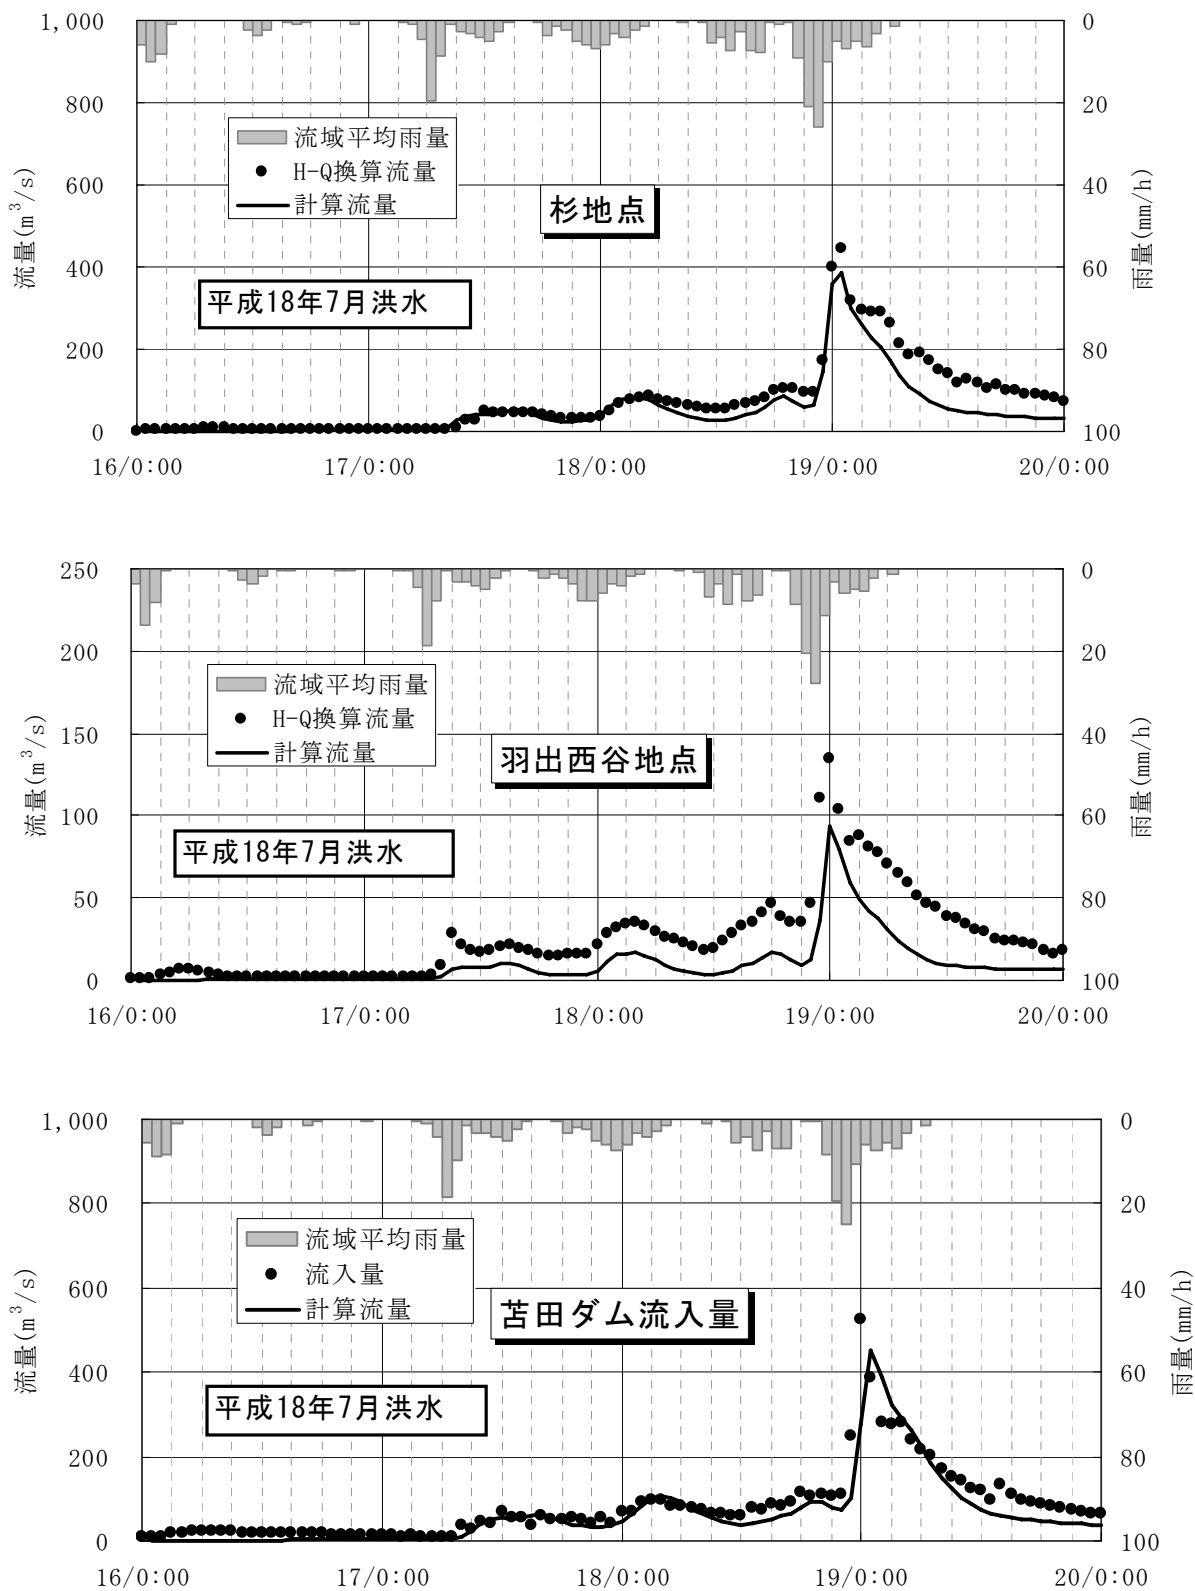 1,000
800
600
400
200
0
流量(m³/s)
0
20
40
60
80
100
雨量(mm/h)
流域平均雨量
H-Q換算流量
計算流量
杉地点
平成18年7月洪水
16/0:00
17/0:00
18/0:00
19/0:00
20/0:00
250
200
150
100
50
0
流量(m³/s)
0
20
40
60
80
100
雨量(mm/h)
流域平均雨量
H-Q換算流量
計算流量
羽出西谷地点
平成18年7月洪水
16/0:00
17/0:00
18/0:00
19/0:00
20/0:00
1,000
800
600
400
200
0
流量(m³/s)
0
20
40
60
80
100
雨量(mm/h)
流域平均雨量
流入量
計算流量
苫田ダム流入量
平成18年7月洪水
16/0:00
17/0:00
18/0:00
19/0:00
20/0:00